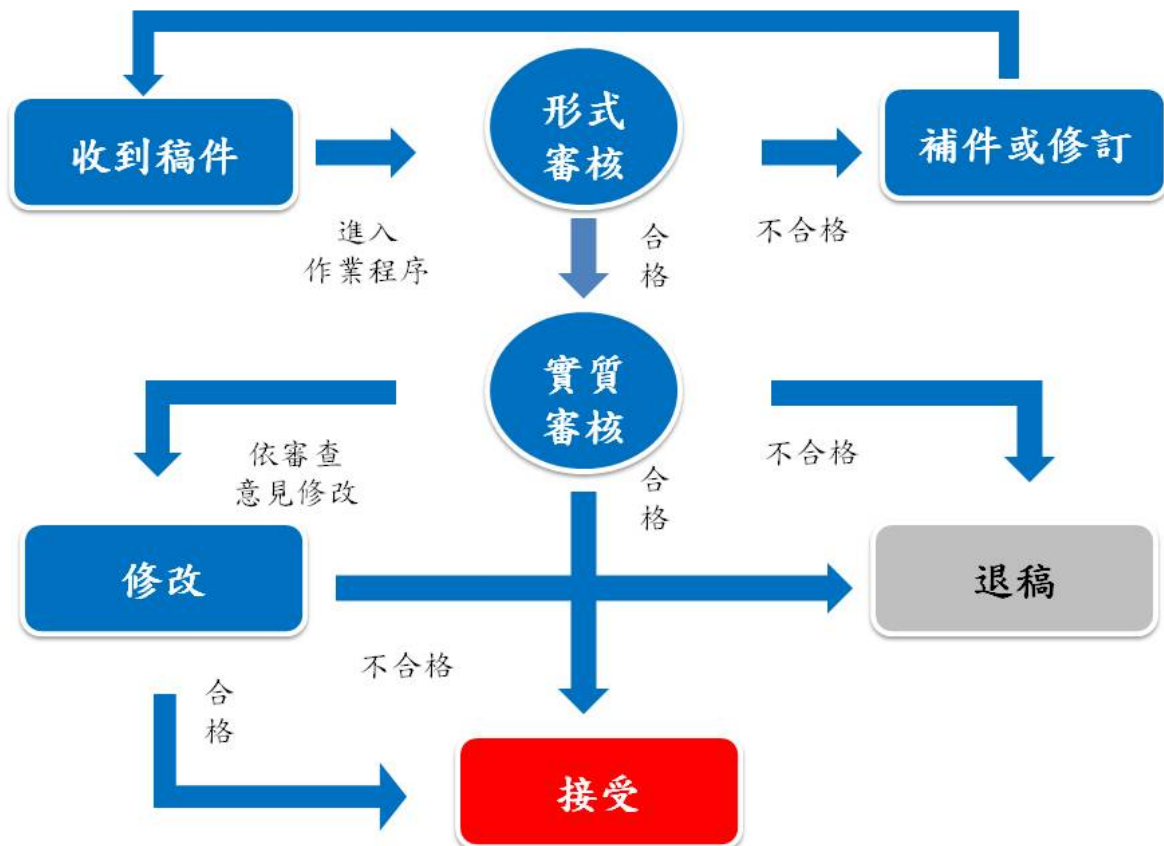 收到稿件
形式
審核
補件或修訂
進入
作業程序
合
格
不合格
實質
審核
依審查
意見修改
合
格
不合格
修改
退稿
不合格
合
格
接受